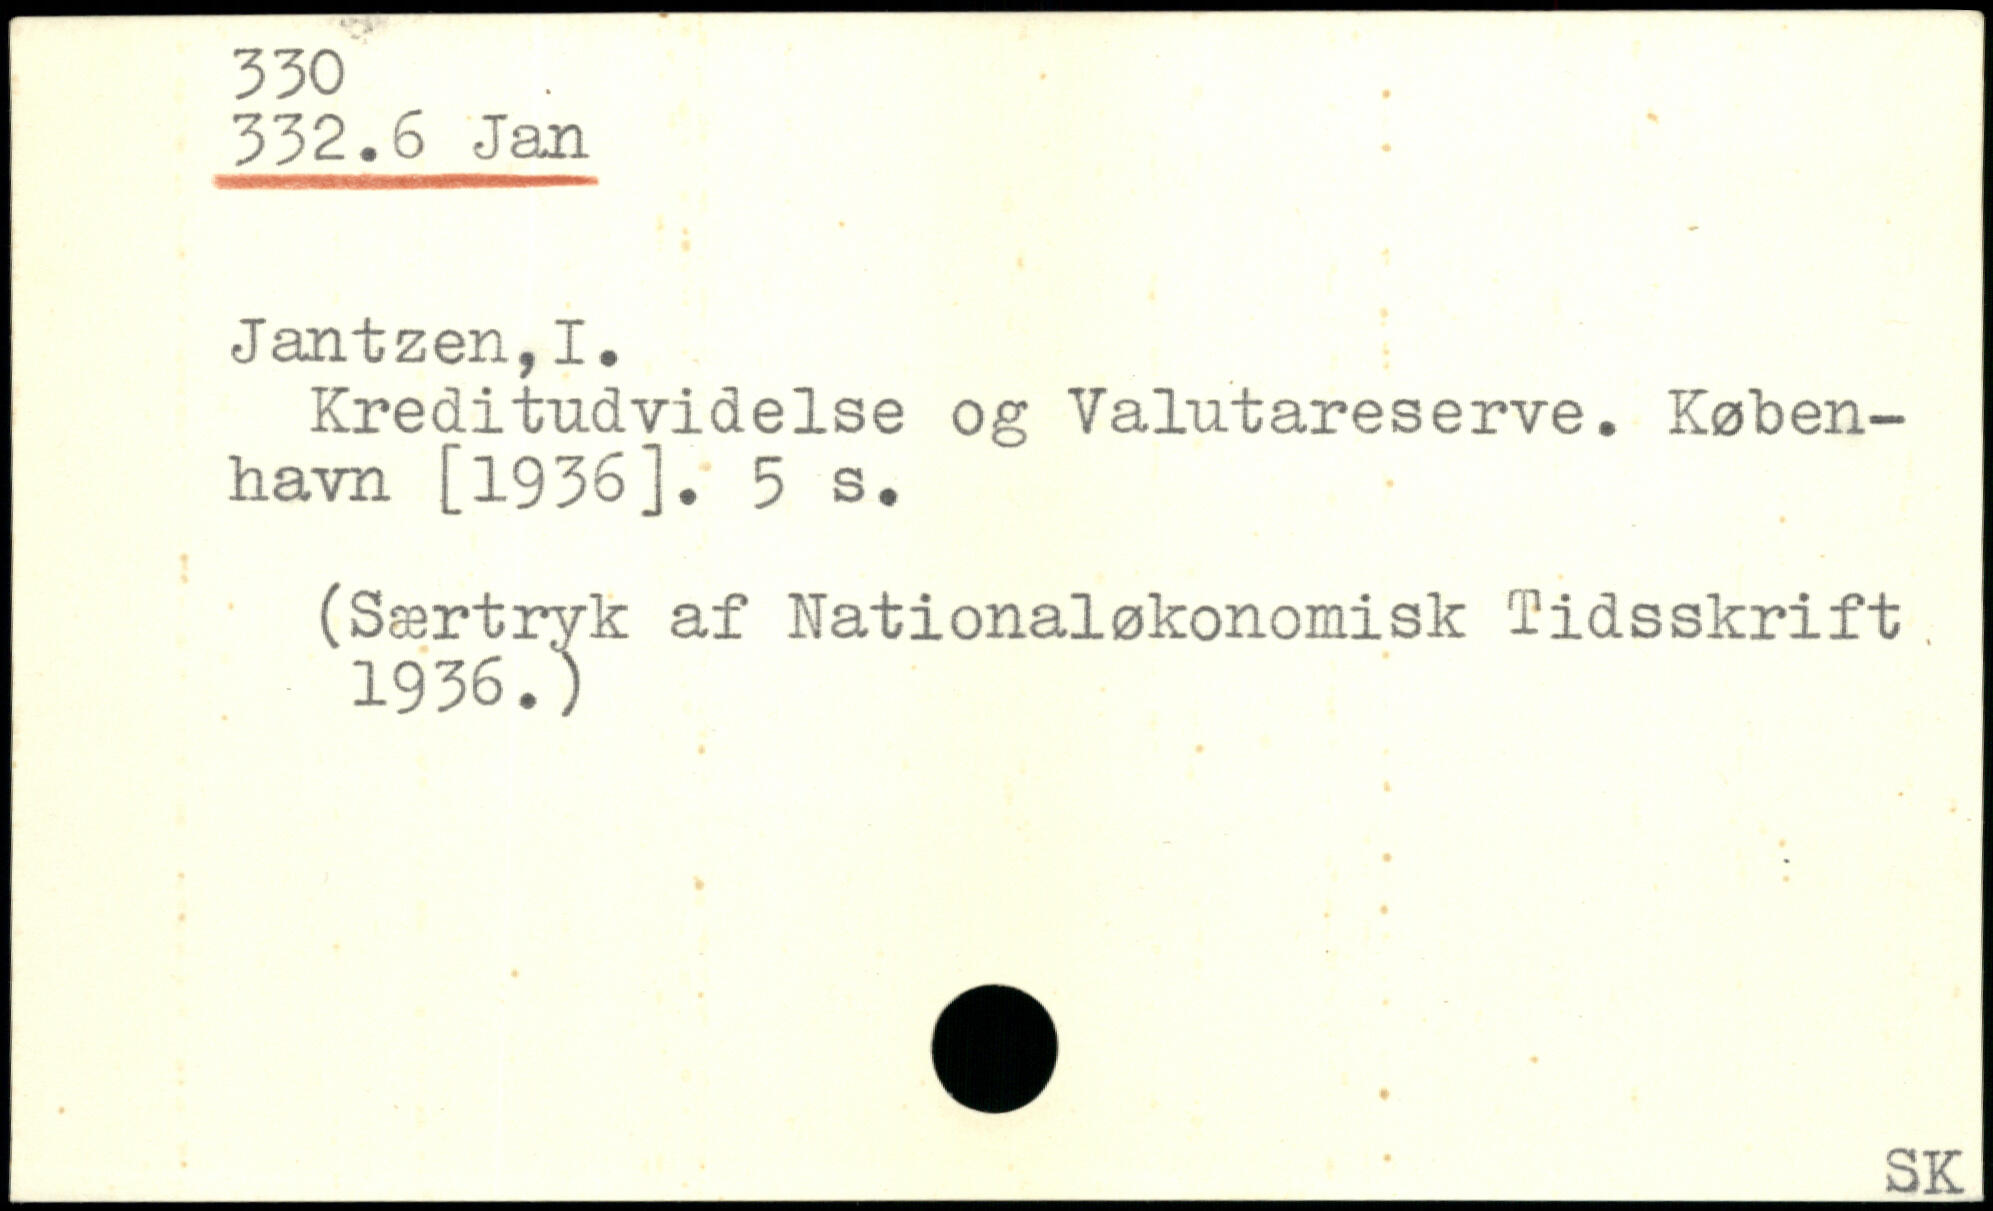 330
332.6 Jan
Jantzen,I.
Kreditudvidelse og Valutareserve. Køben-
havn [1936]. 5 s.
(Særtryk af Nationaløkonomisk Tidsskrift
1936.)
SK